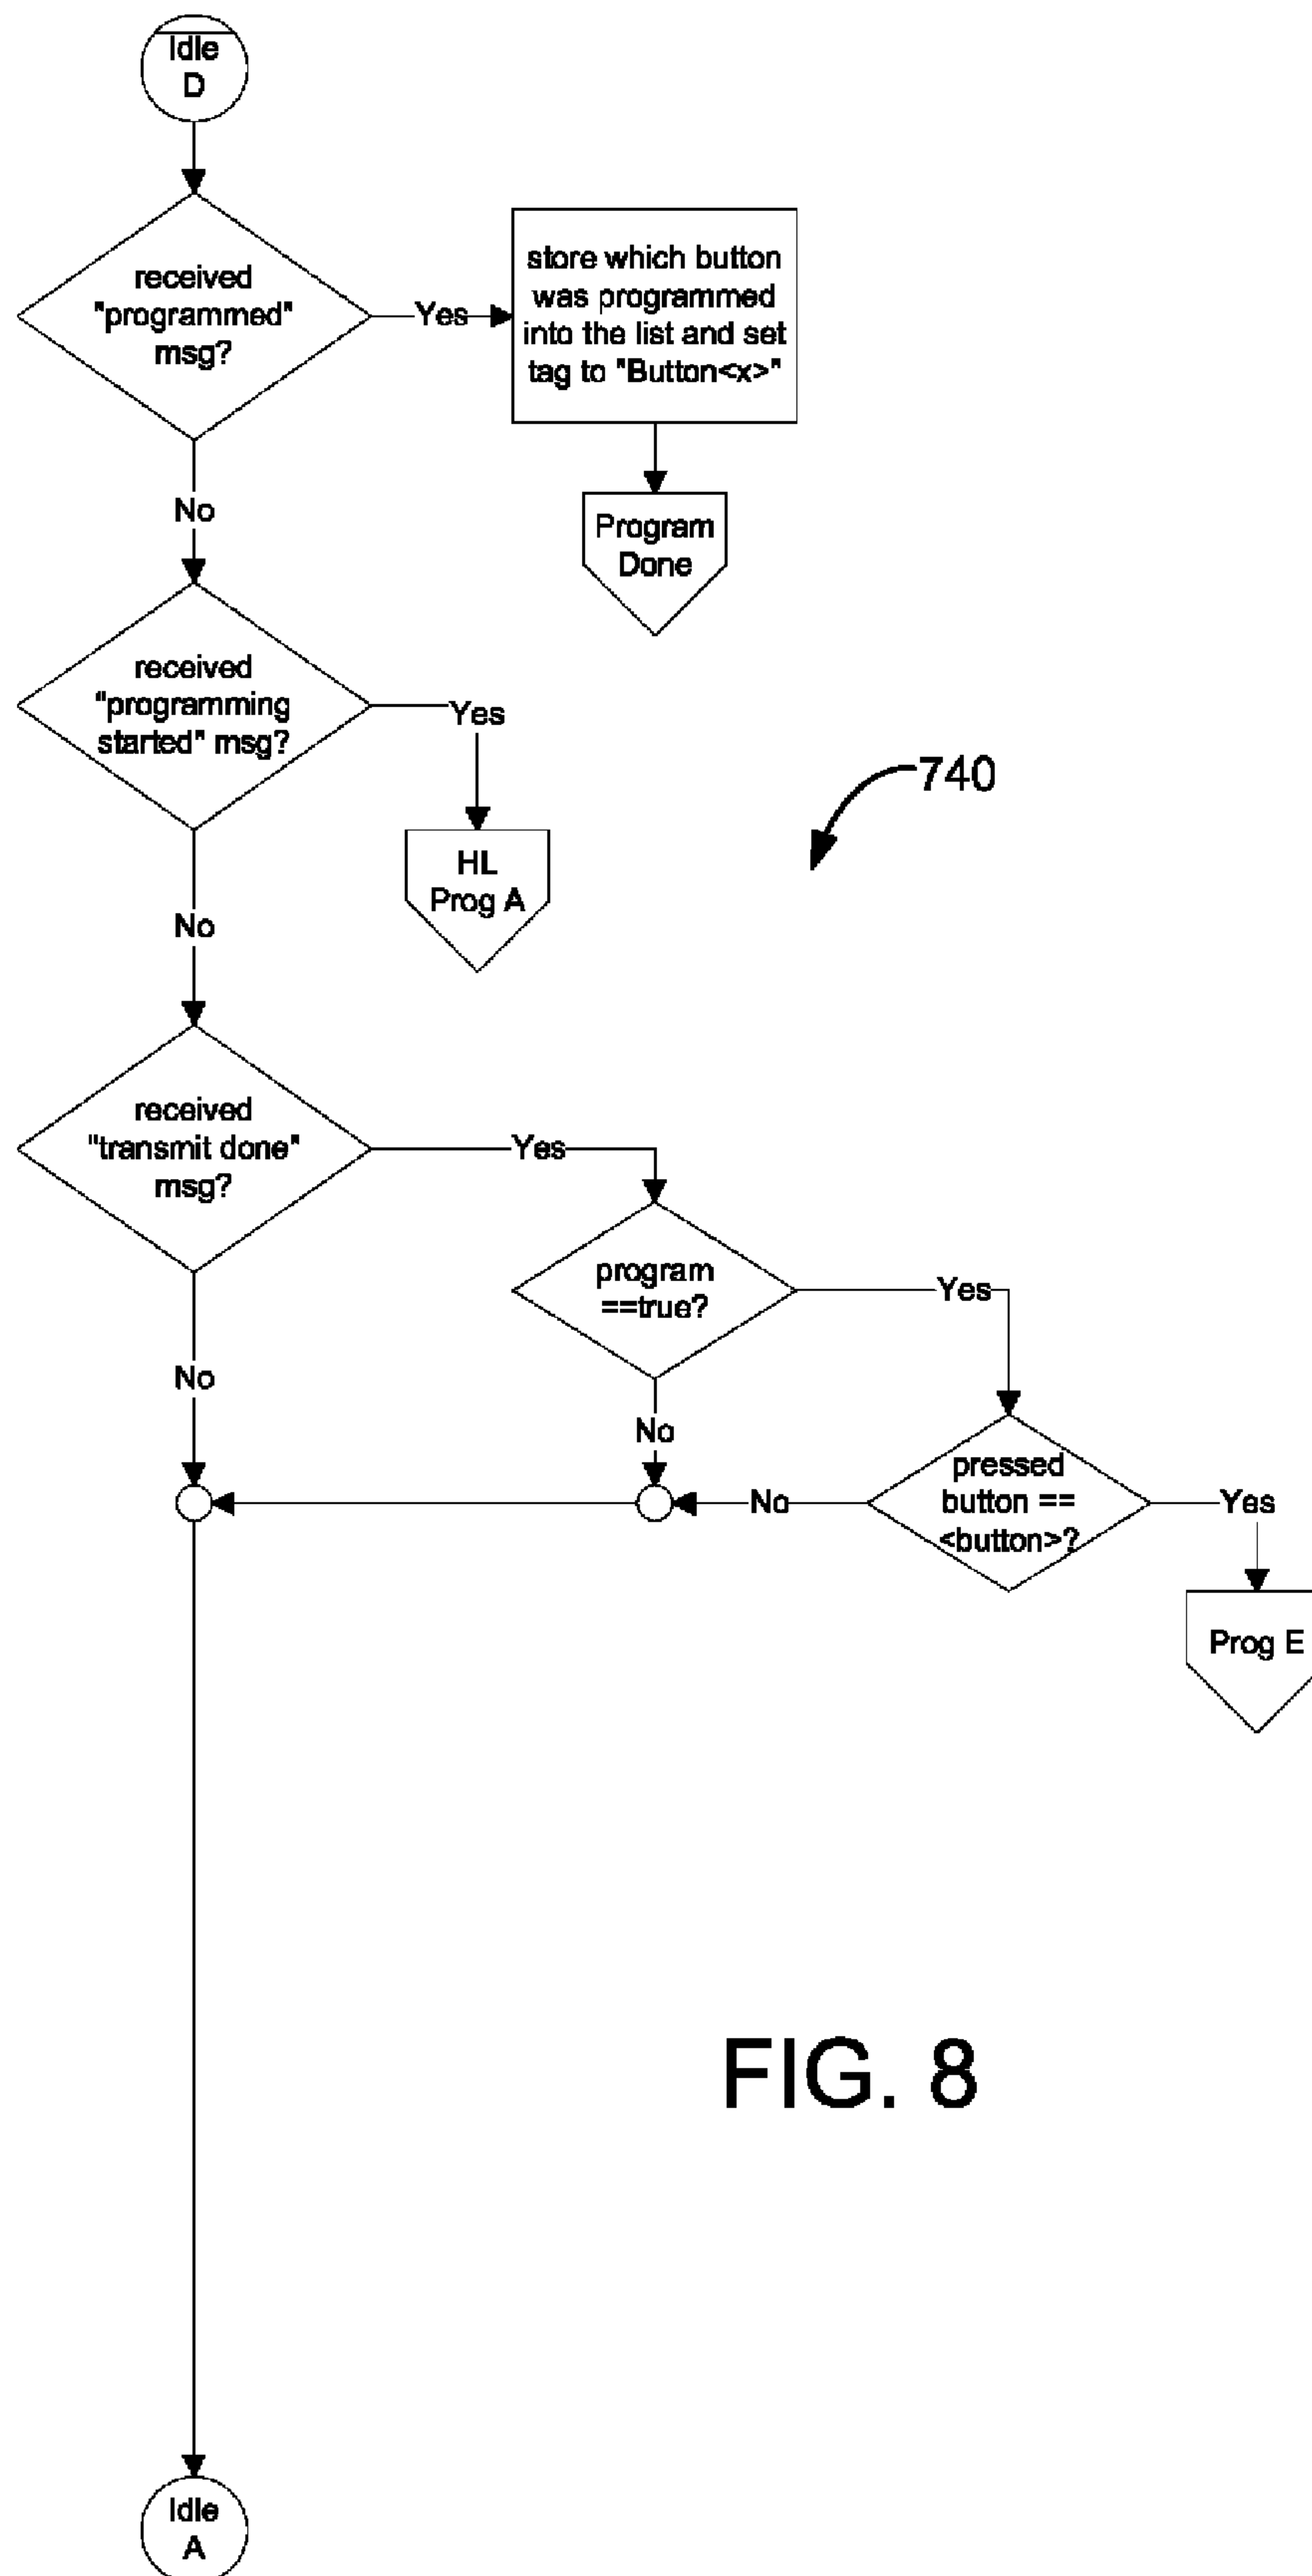 Idle
D
received
"programmed"
msg?
Yes
store which button
was programmed
into the list and set
tag to "Button<x>"
No
Program
Done
received
"programming
started" msg?
Yes
740
HL
Prog A
No
received
"transmit done"
msg?
Yes
program
==true?
Yes
No
No
pressed
button ==
<button>?
No
Yes
Prog E
FIG. 8
Idle
A